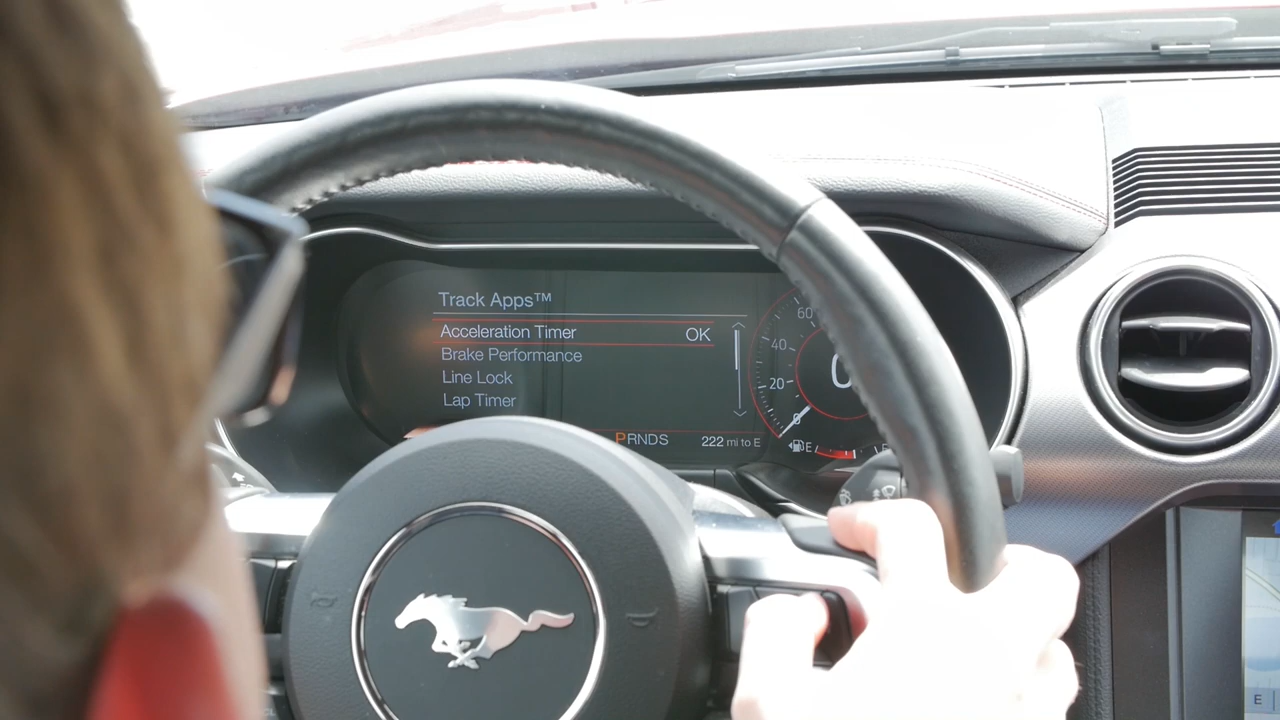 Track Apps™
Acceleration Timer OK
Brake Performance
Line Lock
Lap Timer
PRNDS 222 mi to E
60
40
20
0
0
E
E